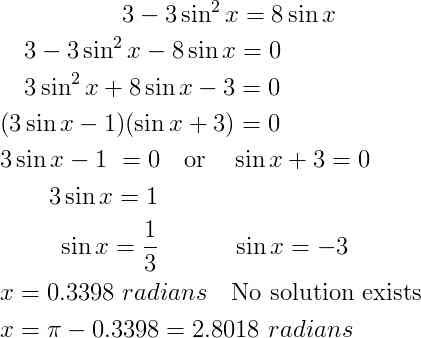 3 − 3 sin² x = 8 sin x
3 − 3 sin² x − 8 sin x = 0
3 sin² x + 8 sin x − 3 = 0
(3 sin x − 1)(sin x + 3) = 0
3 sin x − 1 = 0 or sin x + 3 = 0
3 sin x = 1
sin x = 1/3 sin x = −3
x = 0.3398 radians No solution exists
x = π − 0.3398 = 2.8018 radians